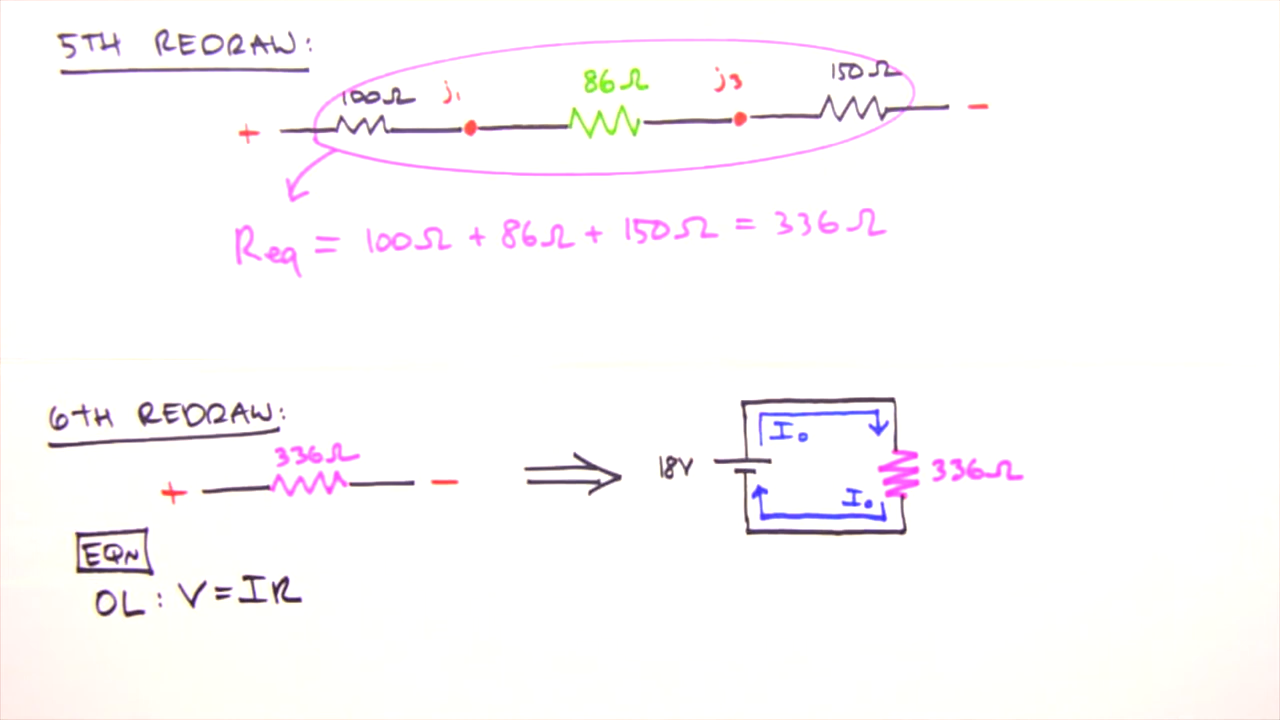 5TH REDRAW:
100Ω j₁ 86Ω j₃ 150Ω
+ −
Req = 100Ω + 86Ω + 150Ω = 336Ω
6TH REDRAW:
336Ω
+ −
18V I₀ I₀ 336Ω
EQN
OL: V = IR